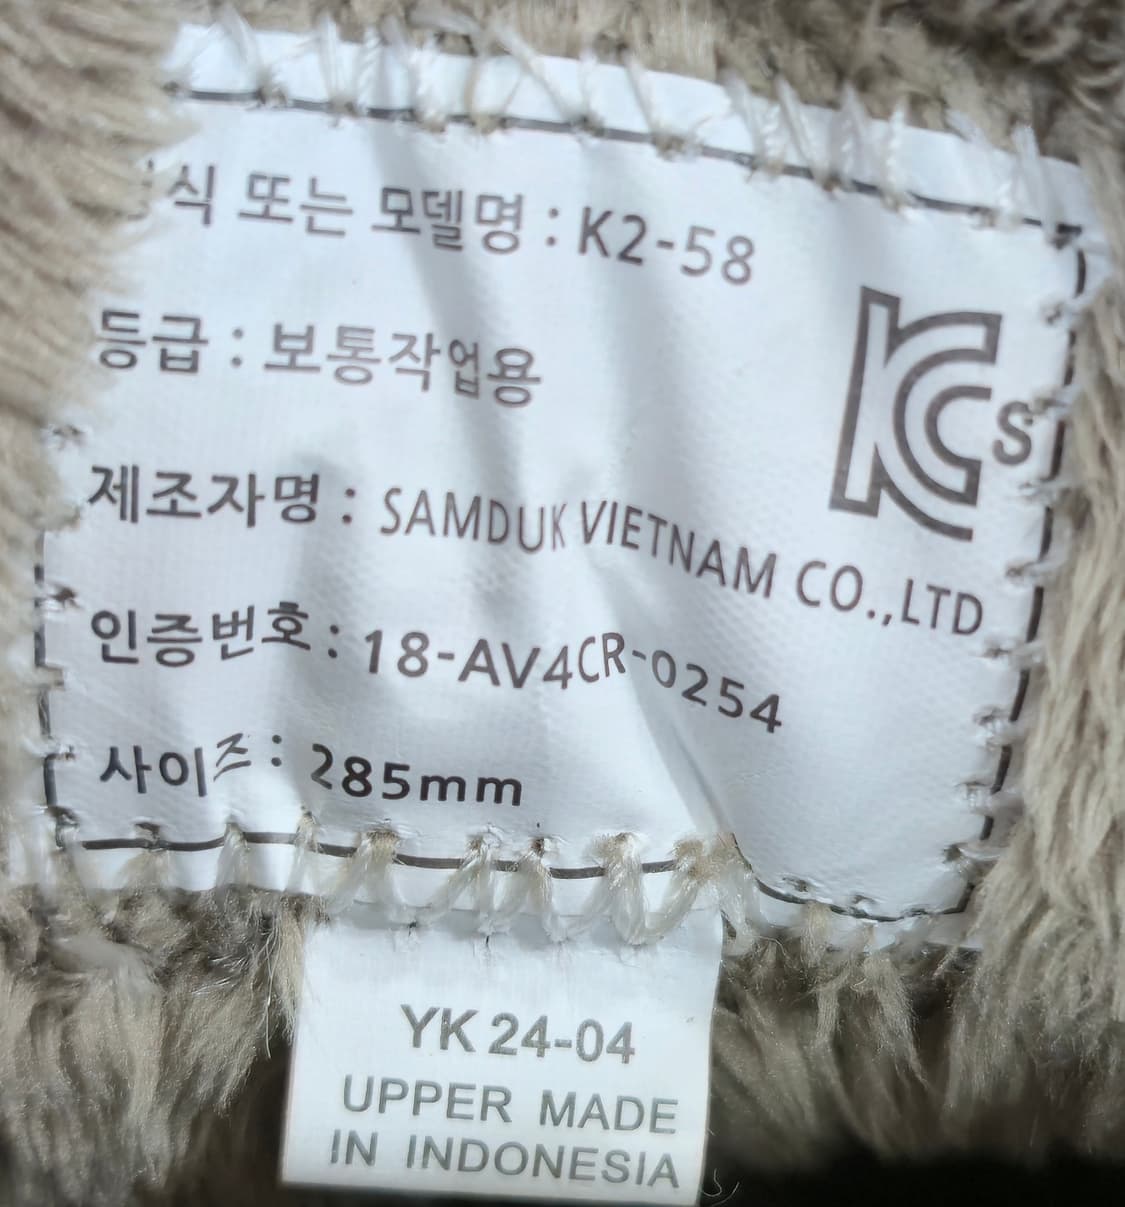 식 또는 모델명 : K2-58
등급 : 보통작업용
KCs
제조자명 : SAMDUK VIETNAM CO.,LTD
인증번호 : 18-AV4CR-0254
사이즈 : 285mm
YK 24-04
UPPER MADE
IN INDONESIA